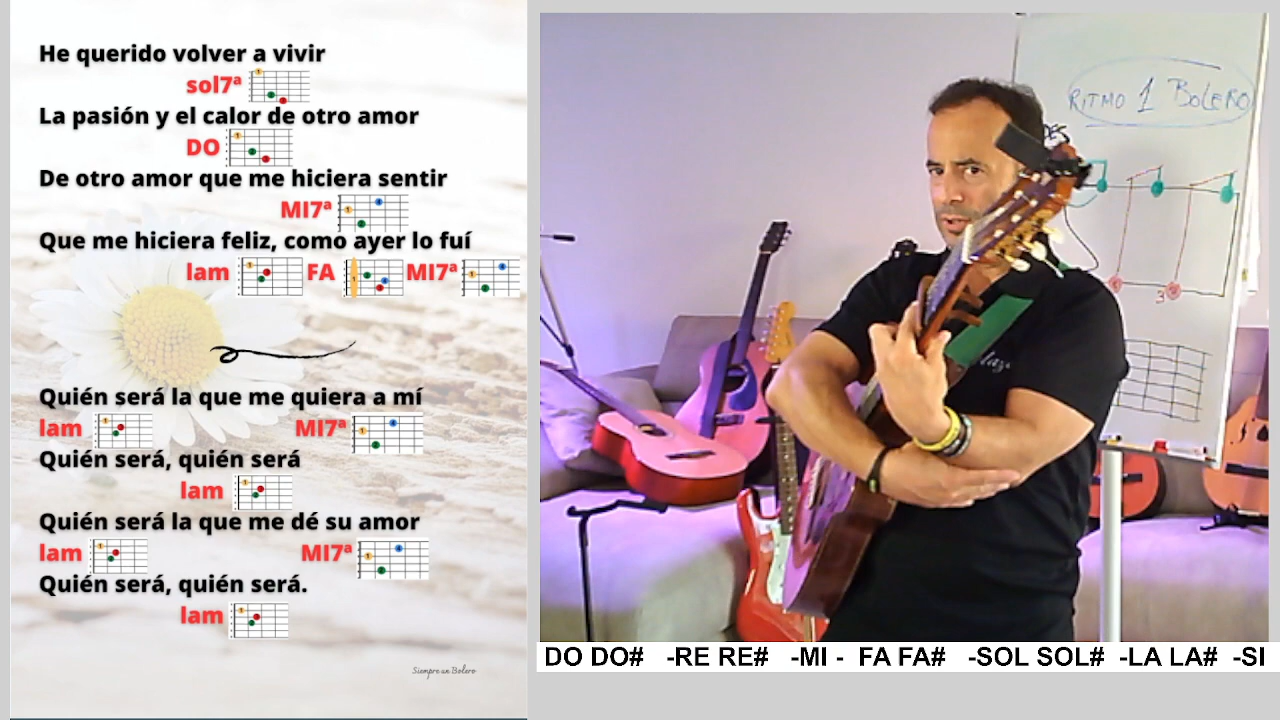 He querido volver a vivir
sol7ª
La pasión y el calor de otro amor
DO
De otro amor que me hiciera sentir
MI7ª
Que me hiciera feliz, como ayer lo fuí
lam FA MI7ª
Quién será la que me quiera a mí
lam MI7ª
Quién será, quién será
lam
Quién será la que me dé su amor
lam MI7ª
Quién será, quién será.
lam
Siempre un Bolero
RITMO 1 BOLERO
3
DO DO# -RE RE# -MI - FA FA# -SOL SOL# -LA LA# -SI